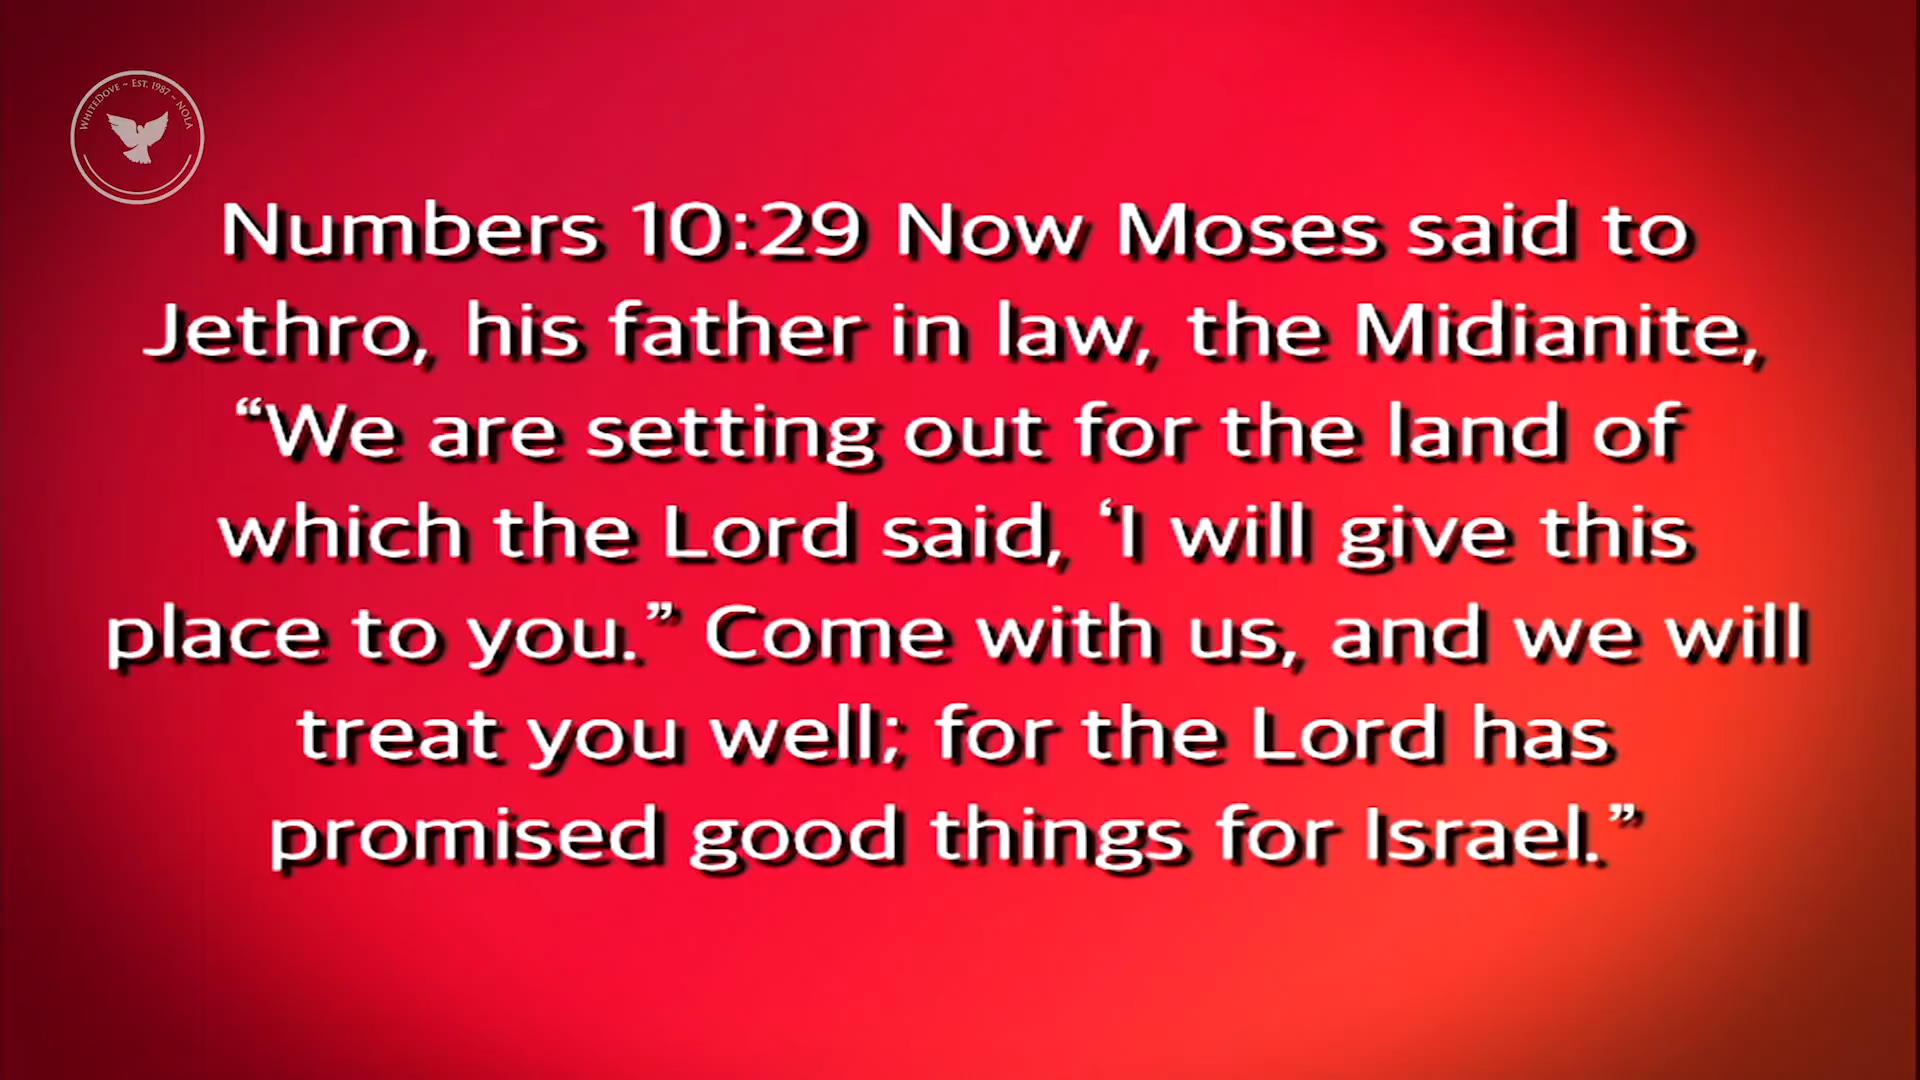 WHITEDOVE ~ EST. 1987 ~ NOLA
Numbers 10:29 Now Moses said to
Jethro, his father in law, the Midianite,
“We are setting out for the land of
which the Lord said, ‘I will give this
place to you.” Come with us, and we will
treat you well; for the Lord has
promised good things for Israel.”